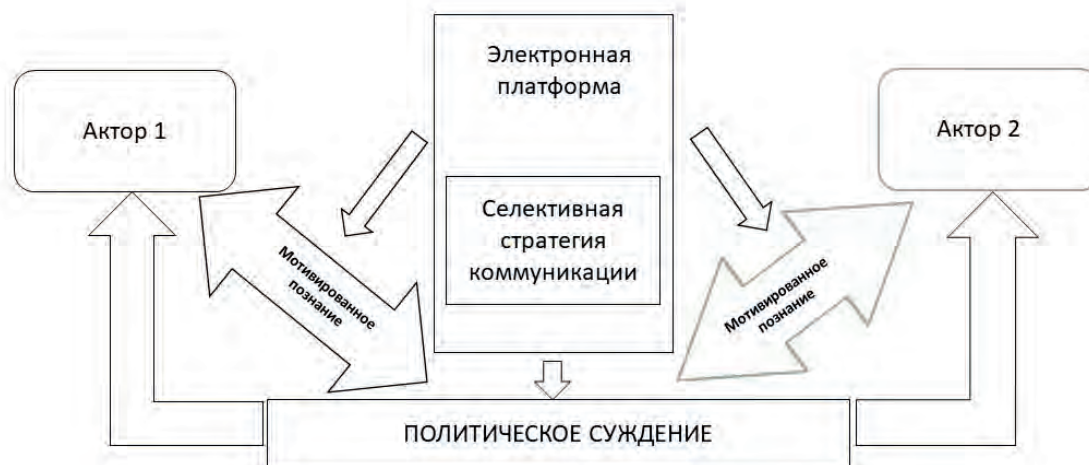 Электронная
платформа
Актор 1
Актор 2
Селективная
стратегия
коммуникации
Мотивированное
познание
Мотивированное
познание
ПОЛИТИЧЕСКОЕ СУЖДЕНИЕ